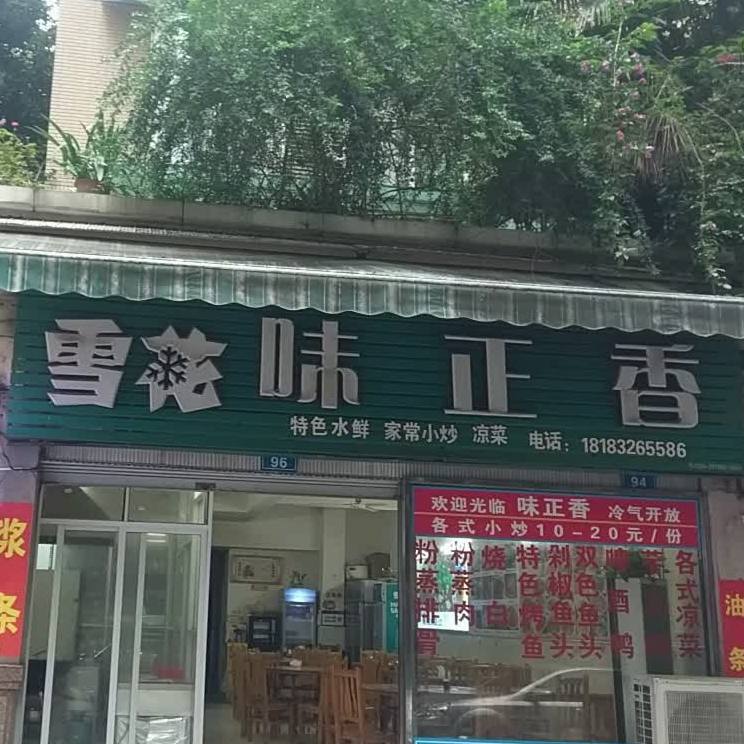 雪花 味正香
特色水鲜 家常小炒 凉菜 电话：18183265586
96
94
欢迎光临 味正香 冷气开放
各式小炒10-20元/份
粉蒸排骨
粉蒸肉
烧白
特色烤鱼
剁椒鱼头
双色鱼头
啤酒鸭
各式凉菜
浆
条
油
条